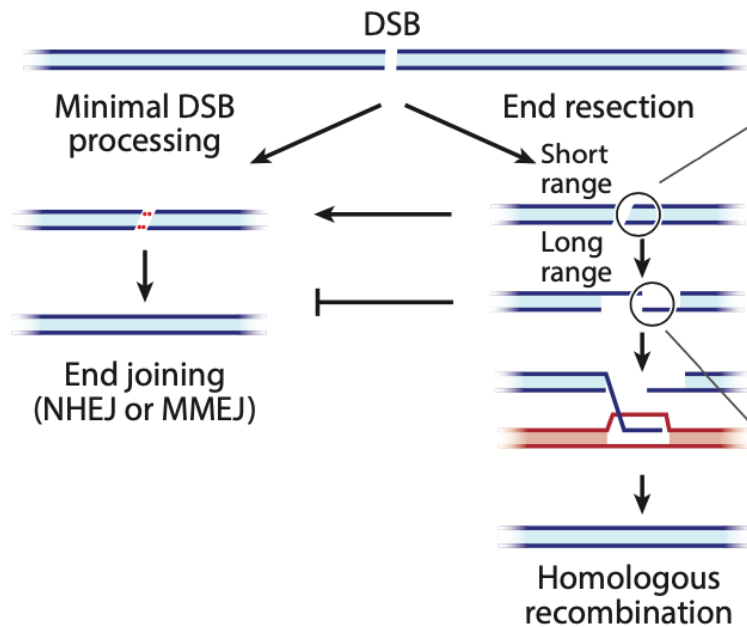 DSB
Minimal DSB
processing
End resection
Short
range
Long
range
End joining
(NHEJ or MMEJ)
Homologous
recombination